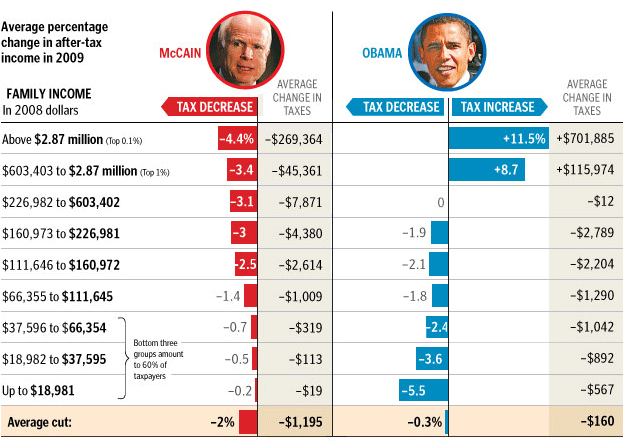 Average percentage
change in after-tax
income in 2009
McCAIN
OBAMA
FAMILY INCOME
In 2008 dollars
TAX DECREASE
AVERAGE
CHANGE IN
TAXES
TAX DECREASE
TAX INCREASE
AVERAGE
CHANGE IN
TAXES
Above $2.87 million (Top 0.1%) -4.4% -$269,364 +11.5% +$701,885
$603,403 to $2.87 million (Top 1%) -3.4 -$45,361 +8.7 +$115,974
$226,982 to $603,402 -3.1 -$7,871 0 -$12
$160,973 to $226,981 -3 -$4,380 -1.9 -$2,789
$111,646 to $160,972 -2.5 -$2,614 -2.1 -$2,204
$66,355 to $111,645 -1.4 -$1,009 -1.8 -$1,290
$37,596 to $66,354 -0.7 -$319 -2.4 -$1,042
$18,982 to $37,595 -0.5 -$113 -3.6 -$892
Up to $18,981 -0.2 -$19 -5.5 -$567
Bottom three
groups amount
to 60% of
taxpayers
Average cut: -2% -$1,195 -0.3% -$160